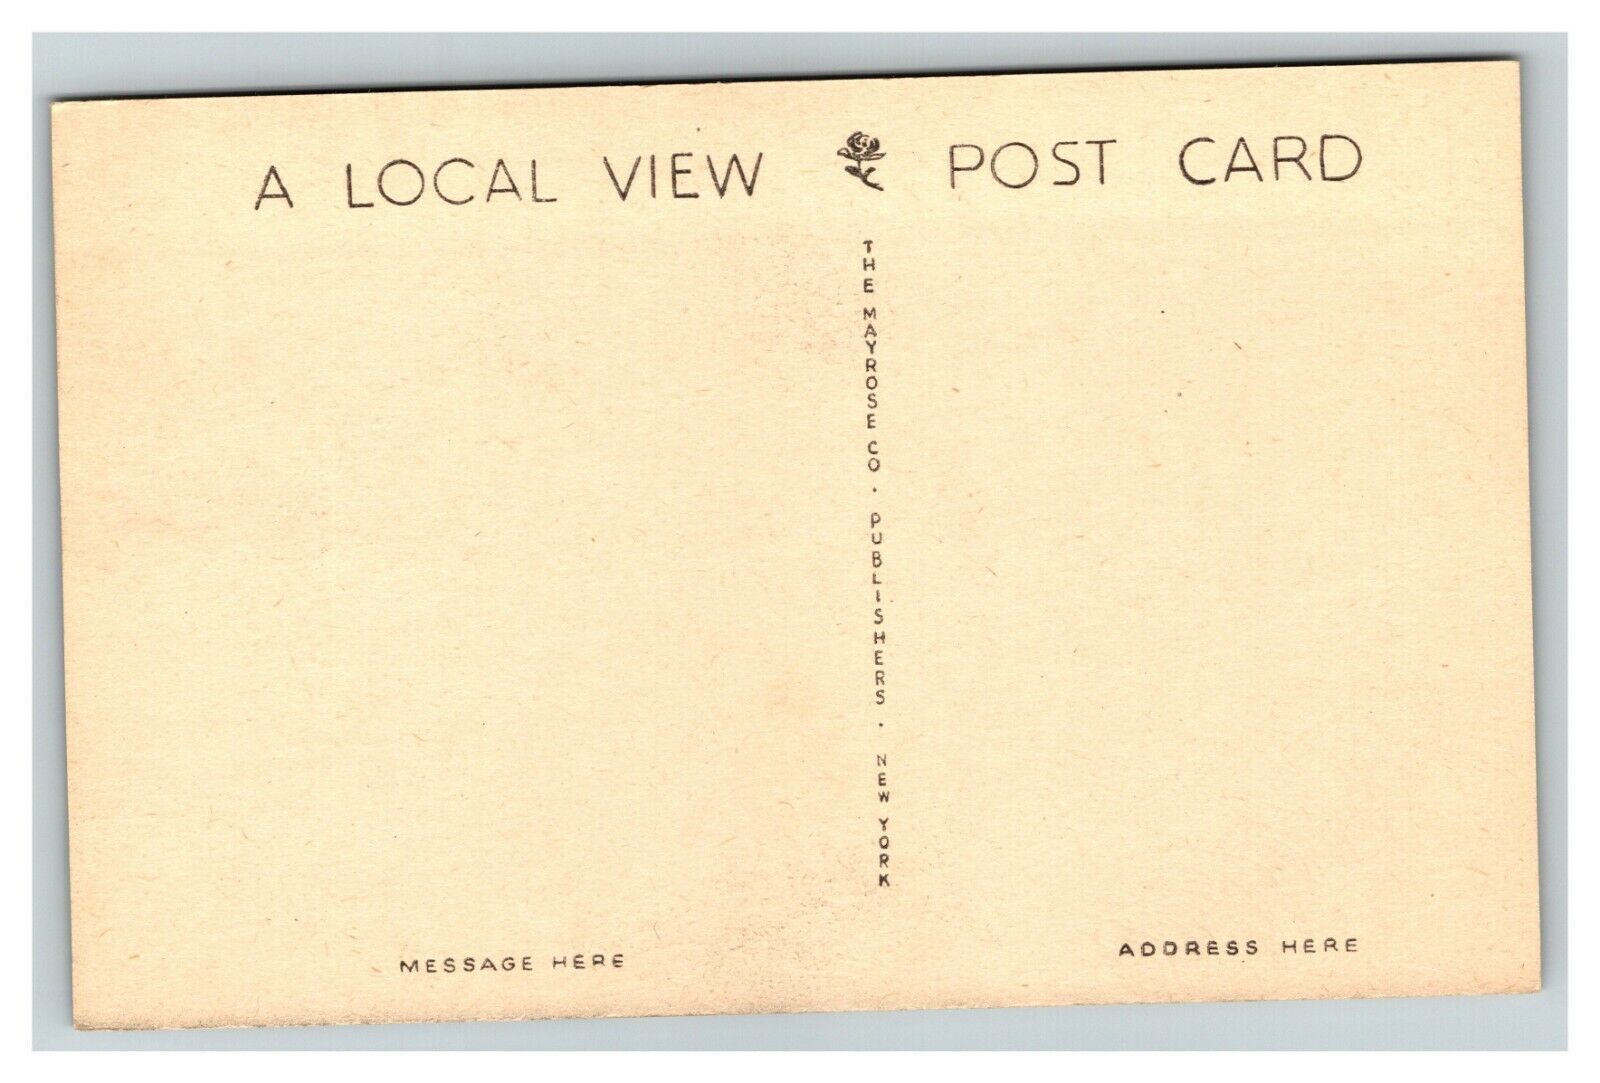 A LOCAL VIEW POST CARD
THE MAYROSE CO. PUBLISHERS. NEW YORK
MESSAGE HERE
ADDRESS HERE